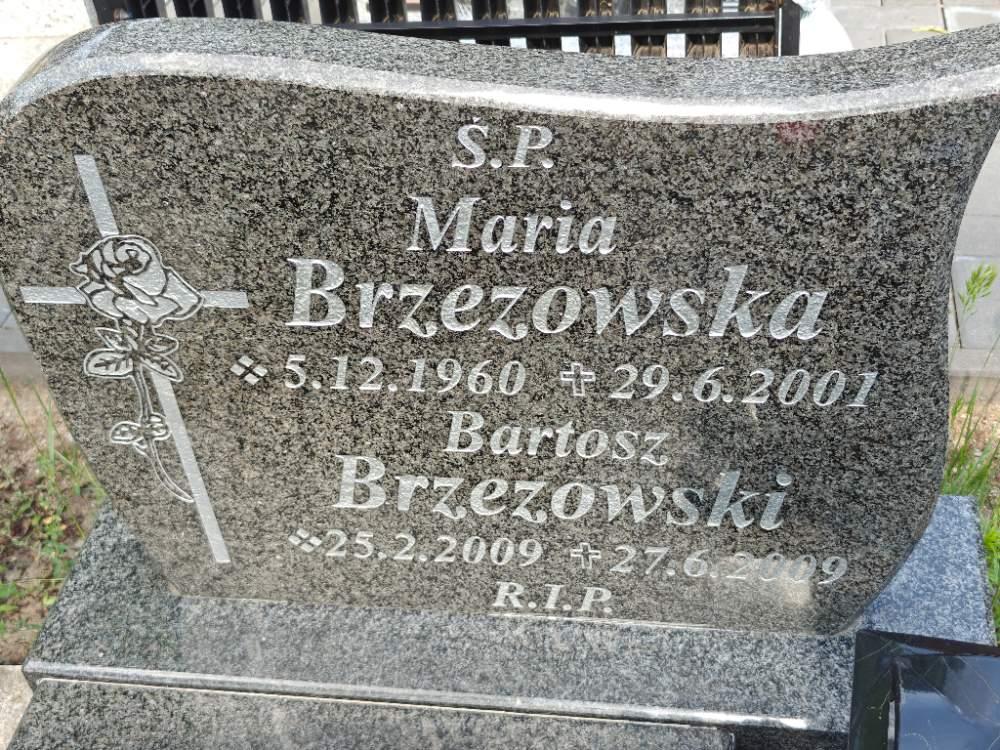 Ś.P.
Maria
Brzezowska
5.12.1960 29.6.2001
Bartosz
Brzezowski
25.2.2009 27.6.2009
R.I.P.